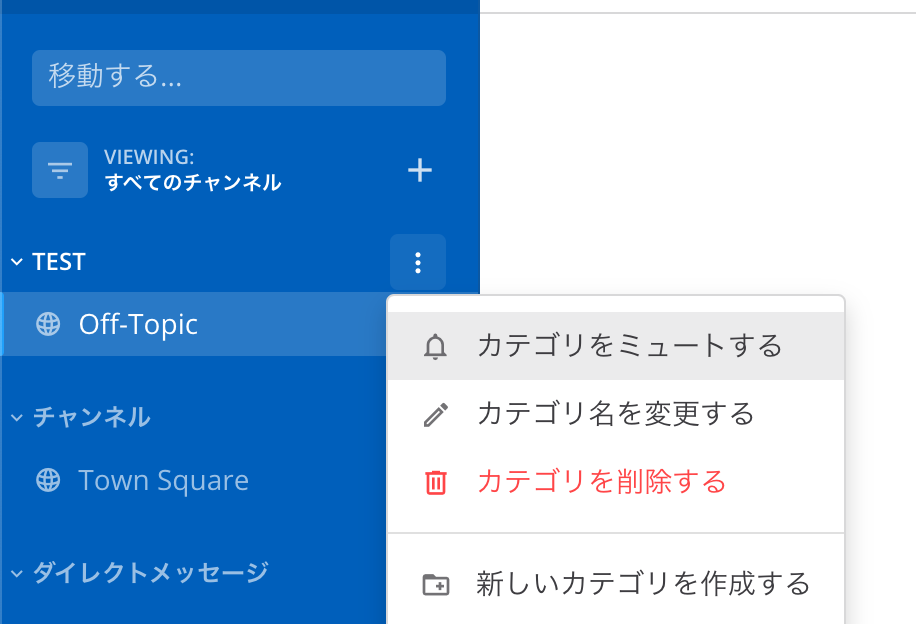 移動する...
VIEWING:
すべてのチャンネル
TEST
Off-Topic
カテゴリをミュートする
カテゴリ名を変更する
カテゴリを削除する
新しいカテゴリを作成する
チャンネル
Town Square
ダイレクトメッセージ